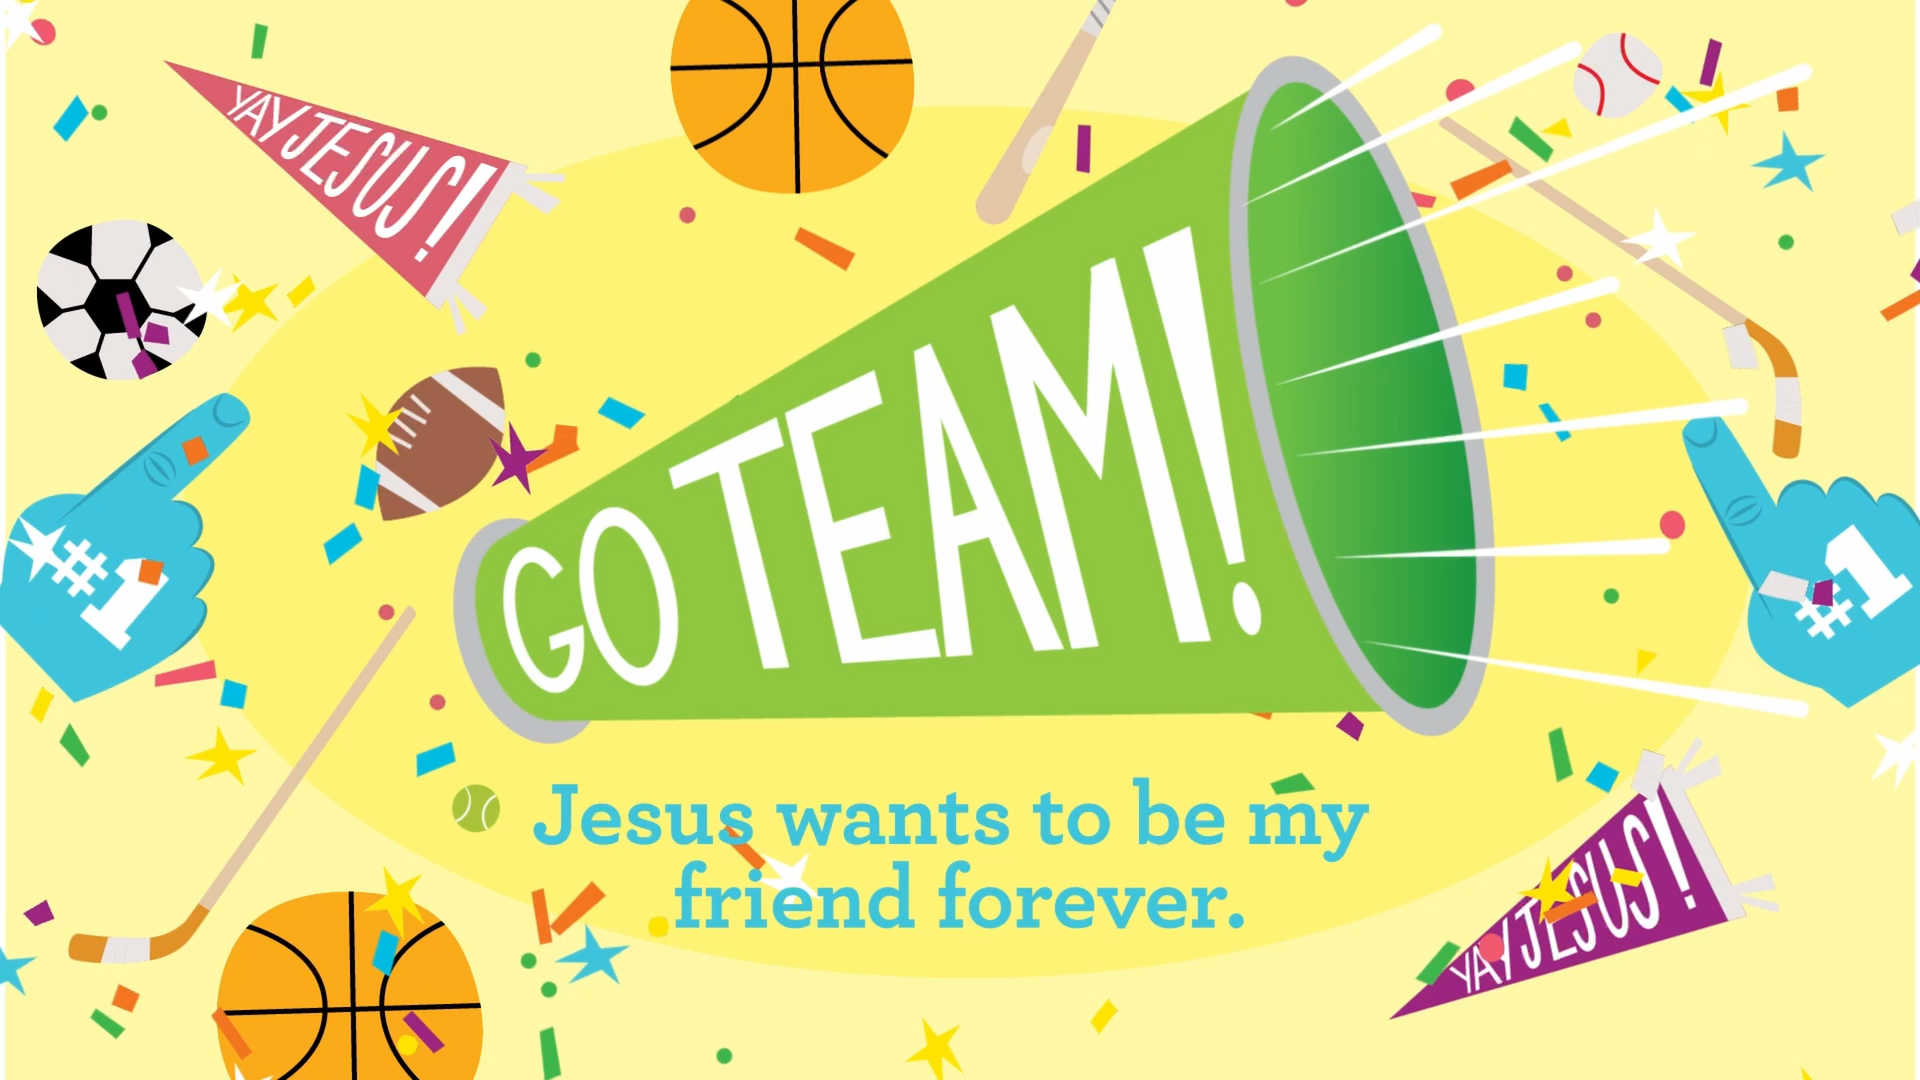 YAY JESUS!
GO TEAM!
#1
#1
Jesus wants to be my
friend forever.
YAY JESUS!